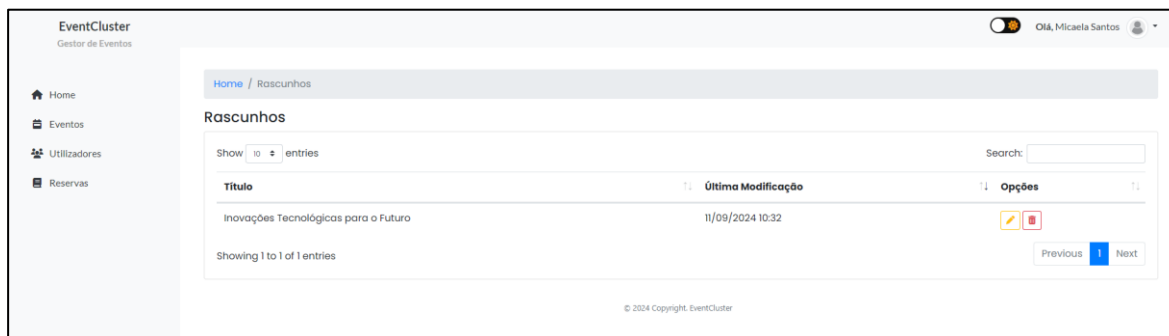 EventCluster
Gestor de Eventos
Olá, Micaela Santos
Home
Eventos
Utilizadores
Reservas
Home / Rascunhos
Rascunhos
Show 10 entries
Search:
Título Última Modificação Opções
Inovações Tecnológicas para o Futuro 11/09/2024 10:32
Showing 1 to 1 of 1 entries
Previous 1 Next
© 2024 Copyright. EventCluster